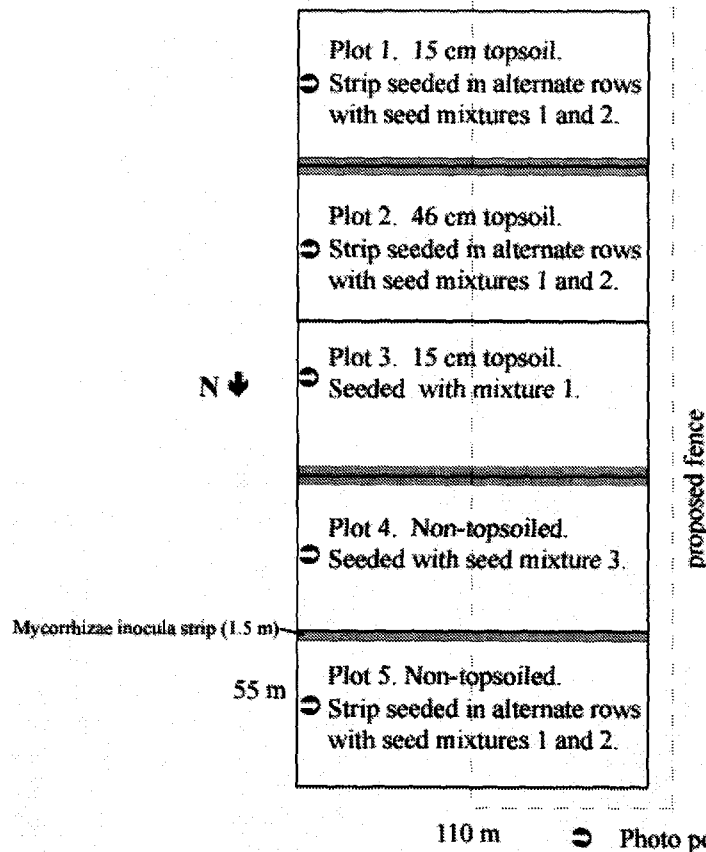 Plot 1. 15 cm topsoil.
Strip seeded in alternate rows
with seed mixtures 1 and 2.
Plot 2. 46 cm topsoil.
Strip seeded in alternate rows
with seed mixtures 1 and 2.
Plot 3. 15 cm topsoil.
Seeded with mixture 1.
N
proposed fence
Plot 4. Non-topsoiled.
Seeded with seed mixture 3.
Mycorrhizae inocula strip (1.5 m)
Plot 5. Non-topsoiled.
55 m
Strip seeded in alternate rows
with seed mixtures 1 and 2.
110 m
Photo po